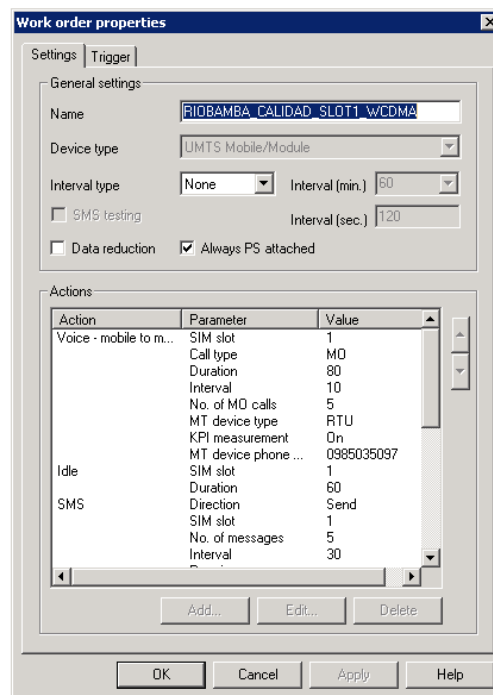 Work order properties
Settings Trigger
General settings
Name RIOBAMBA_CALIDAD_SLOT1_WCDMA
Device type UMTS Mobile/Module
Interval type None Interval (min.) 60
SMS testing Interval (sec.) 120
Data reduction Always PS attached
Actions
Action Parameter Value
Voice - mobile to m... SIM slot 1
Call type MO
Duration 80
Interval 10
No. of MO calls 5
MT device type RTU
KPI measurement On
MT device phone ... 0985035097
Idle SIM slot 1
Duration 60
SMS Direction Send
SIM slot 1
No. of messages 5
Interval 30
Add... Edit... Delete
OK Cancel Apply Help